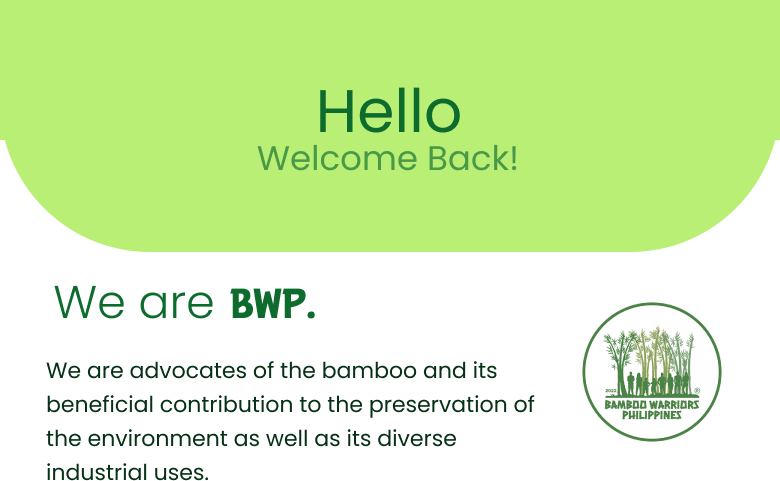 Hello
Welcome Back!
We are BWP.
We are advocates of the bamboo and its
beneficial contribution to the preservation of
the environment as well as its diverse
industrial uses.
2022
®
BAMBOO WARRIORS
PHILIPPINES